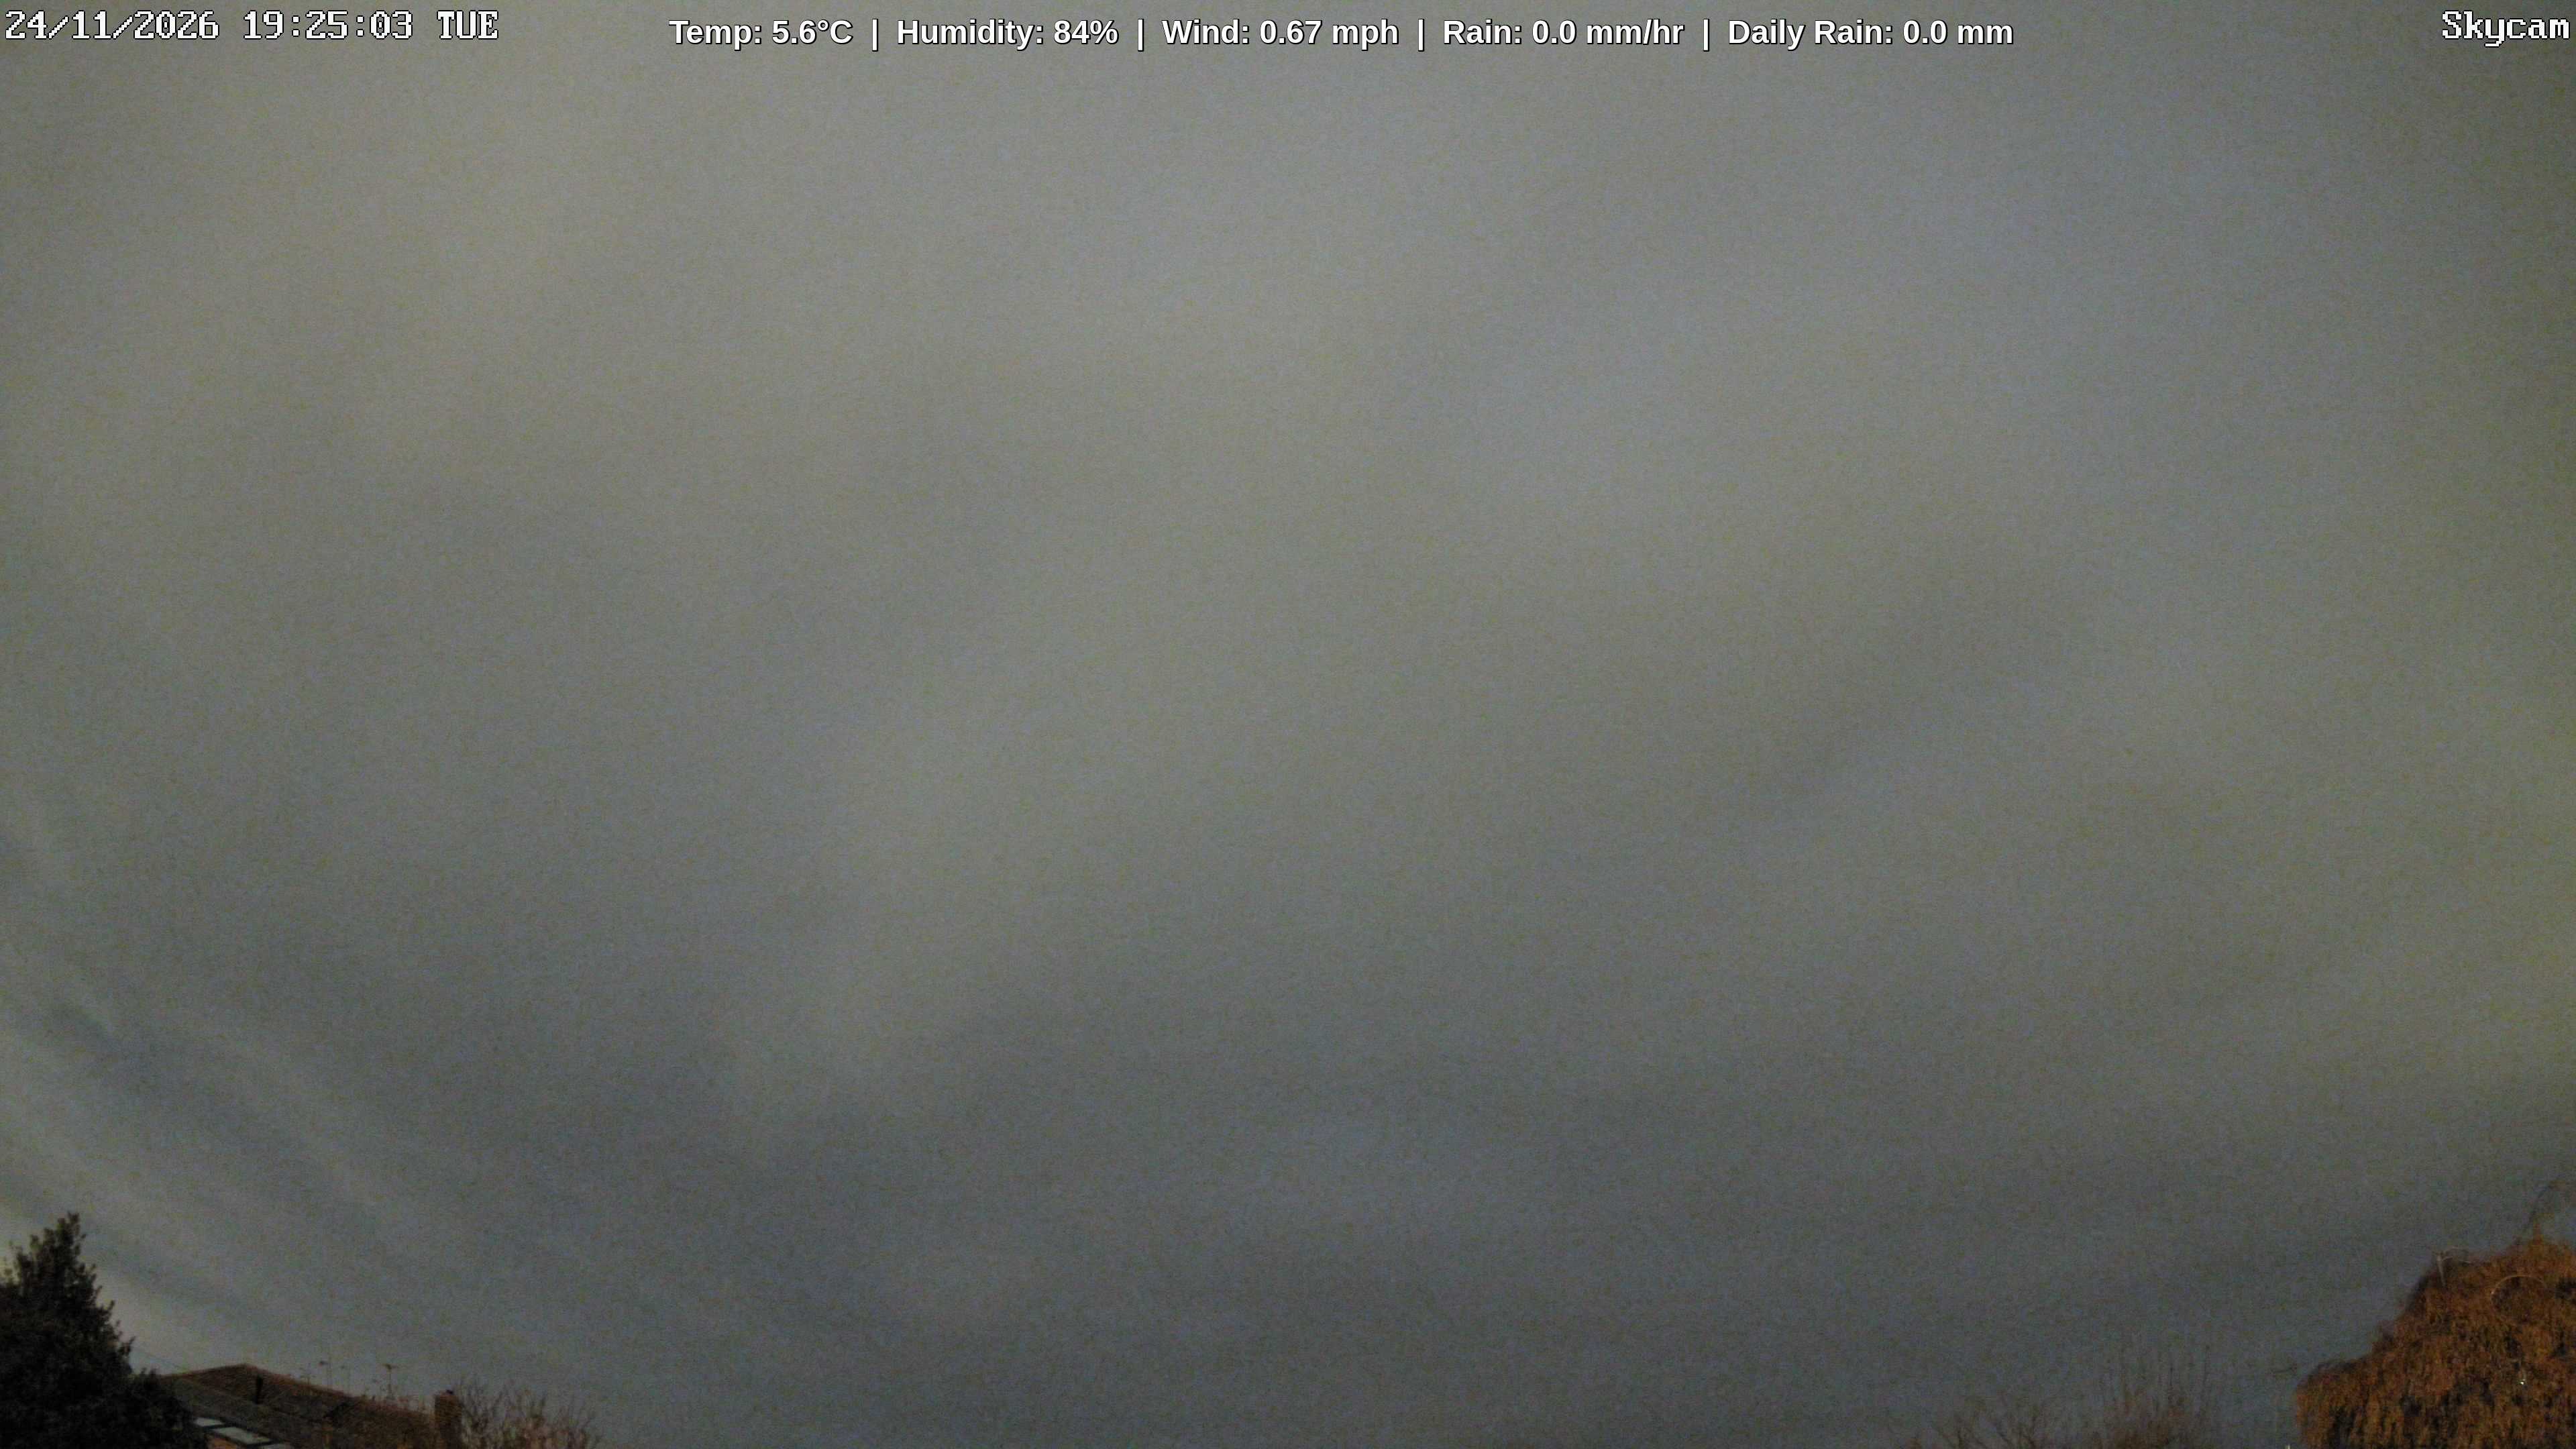 24/11/2026 19:25:03 TUE
Temp: 5.6°C | Humidity: 84% | Wind: 0.67 mph | Rain: 0.0 mm/hr | Daily Rain: 0.0 mm
Skycam